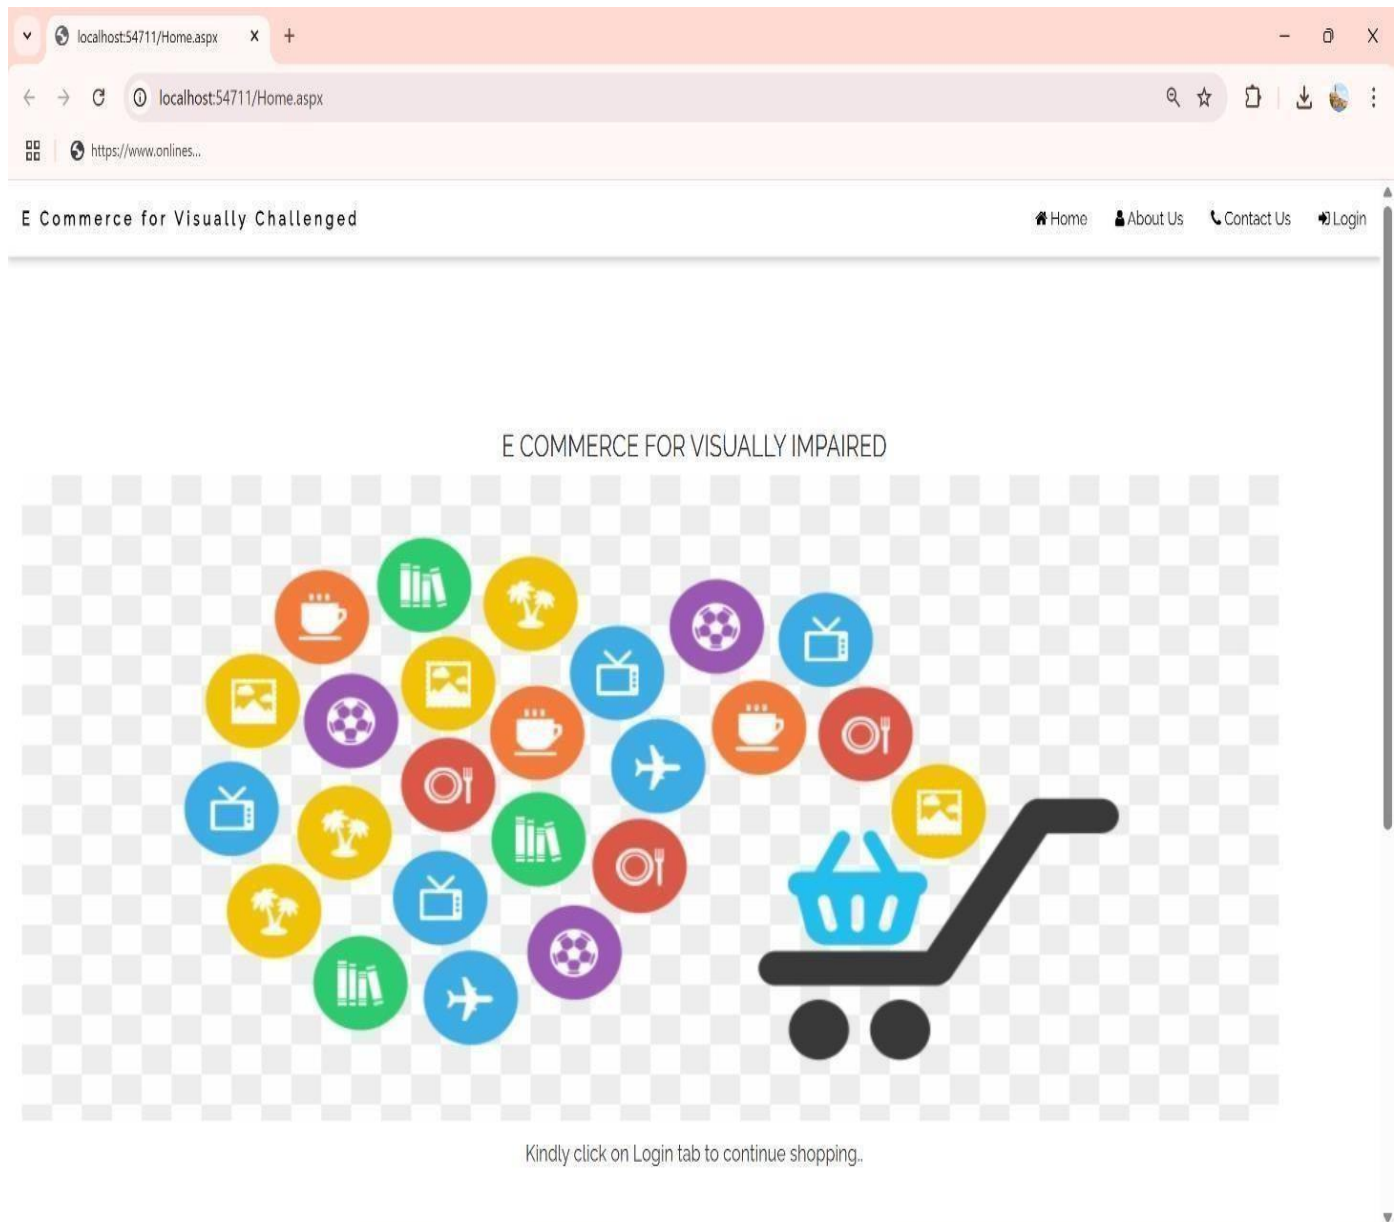 localhost:54711/Home.aspx
localhost:54711/Home.aspx
https://www.onlines...
E Commerce for Visually Challenged
Home About Us Contact Us Login
E COMMERCE FOR VISUALLY IMPAIRED
Kindly click on Login tab to continue shopping..